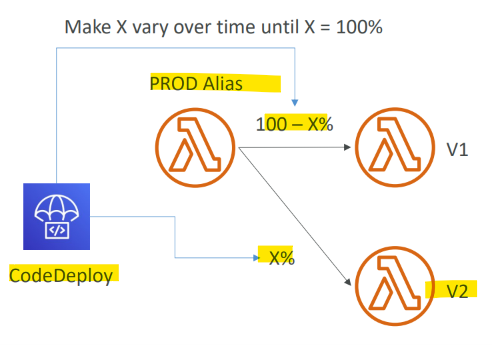 Make X vary over time until X = 100%
PROD Alias
100 – X%
V1
CodeDeploy
X%
V2